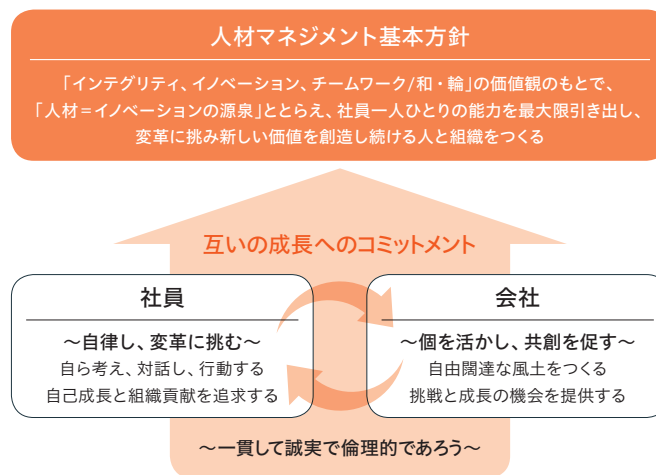 人材マネジメント基本方針
「インテグリティ、イノベーション、チームワーク/和・輪」の価値観のもとで、
「人材＝イノベーションの源泉」ととらえ、社員一人ひとりの能力を最大限引き出し、
変革に挑み新しい価値を創造し続ける人と組織をつくる
互いの成長へのコミットメント
社員
～自律し、変革に挑む～
自ら考え、対話し、行動する
自己成長と組織貢献を追求する
会社
～個を活かし、共創を促す～
自由闊達な風土をつくる
挑戦と成長の機会を提供する
～一貫して誠実で倫理的であろう～